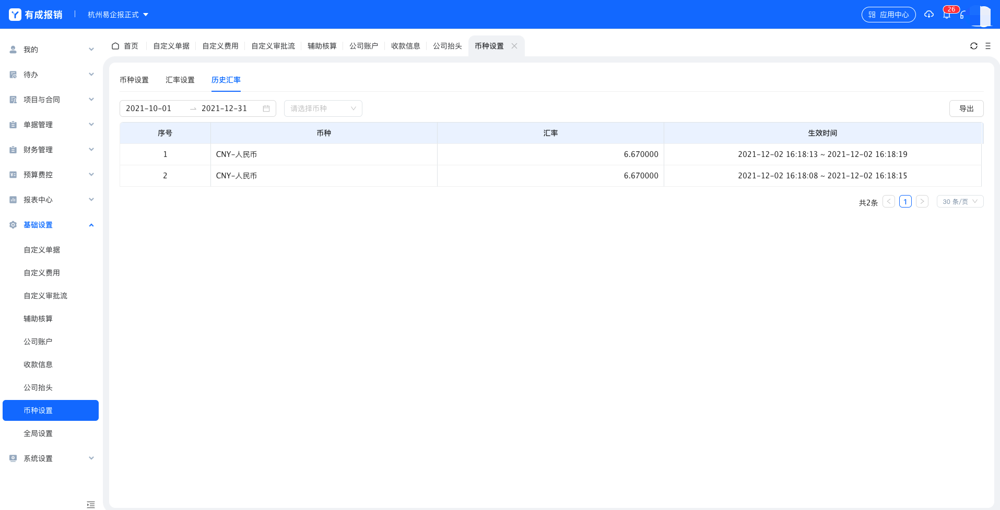 有成报销
杭州易企报正式
应用中心
26
首页
自定义单据
自定义费用
自定义审批流
辅助核算
公司账户
收款信息
公司抬头
币种设置
我的
待办
项目与合同
单据管理
财务管理
预算费控
报表中心
基础设置
自定义单据
自定义费用
自定义审批流
辅助核算
公司账户
收款信息
公司抬头
币种设置
全局设置
系统设置
币种设置 汇率设置 历史汇率
2021-10-01 → 2021-12-31 请选择币种 导出
序号 币种 汇率 生效时间
1 CNY-人民币 6.670000 2021-12-02 16:18:13 ~ 2021-12-02 16:18:19
2 CNY-人民币 6.670000 2021-12-02 16:18:08 ~ 2021-12-02 16:18:15
共2条 < 1 > 30 条/页